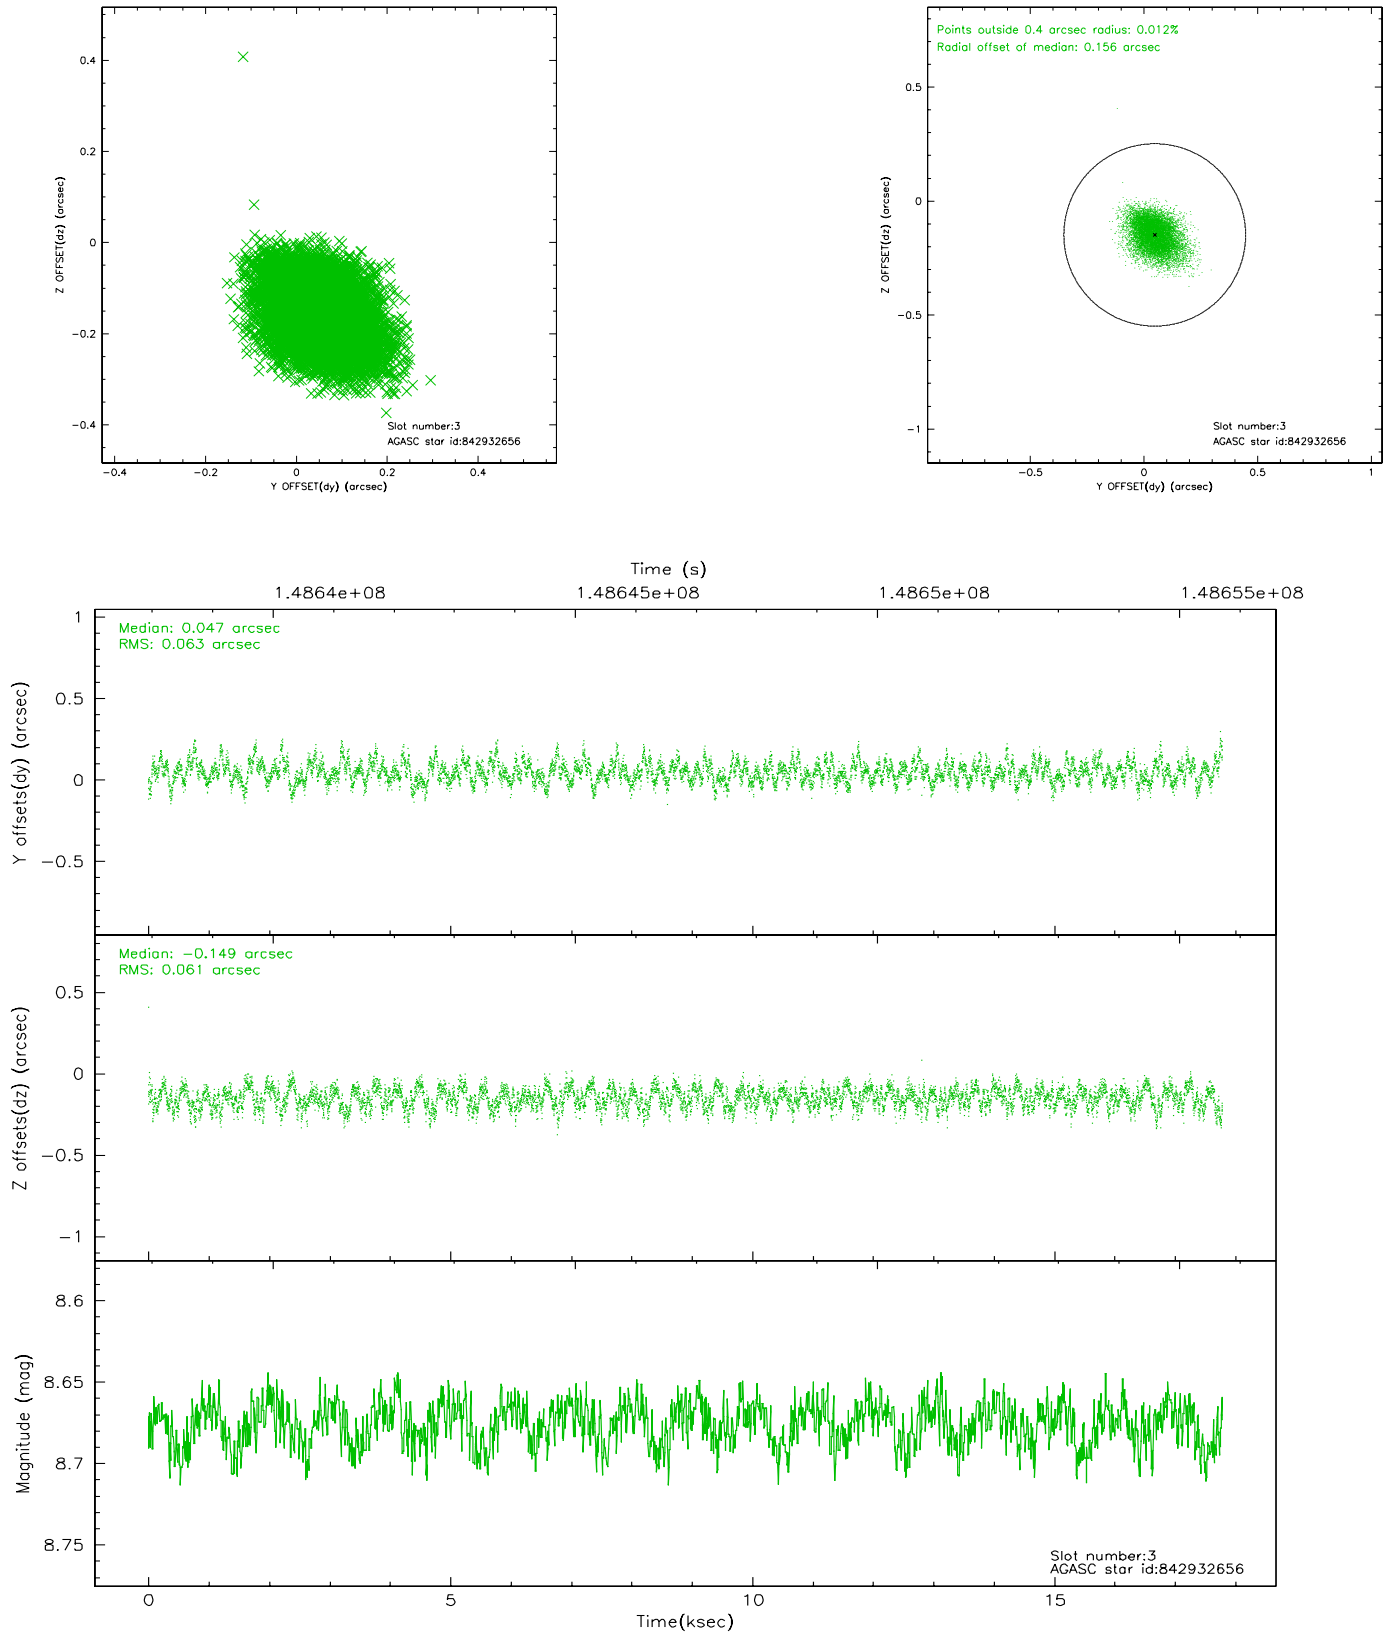 0.4
0.2
0
−0.2
−0.4
Z OFFSET(dz) (arcsec)
Slot number:3
AGASC star id:842932656
−0.4 −0.2 0 0.2 0.4
Y OFFSET(dy) (arcsec)
Points outside 0.4 arcsec radius: 0.012%
Radial offset of median: 0.156 arcsec
0.5
0
−0.5
−1
Z OFFSET(dz) (arcsec)
Slot number:3
AGASC star id:842932656
−0.5 0 0.5 1
Y OFFSET(dy) (arcsec)
Time (s)
1.4864e+08 1.48645e+08 1.4865e+08 1.48655e+08
Median: 0.047 arcsec
RMS: 0.063 arcsec
1
0.5
0
−0.5
Y offsets(dy) (arcsec)
Median: −0.149 arcsec
RMS: 0.061 arcsec
0.5
0
−0.5
−1
Z offsets(dz) (arcsec)
8.6
8.65
8.7
8.75
Magnitude (mag)
Slot number:3
AGASC star id:842932656
0 5 10 15
Time(ksec)